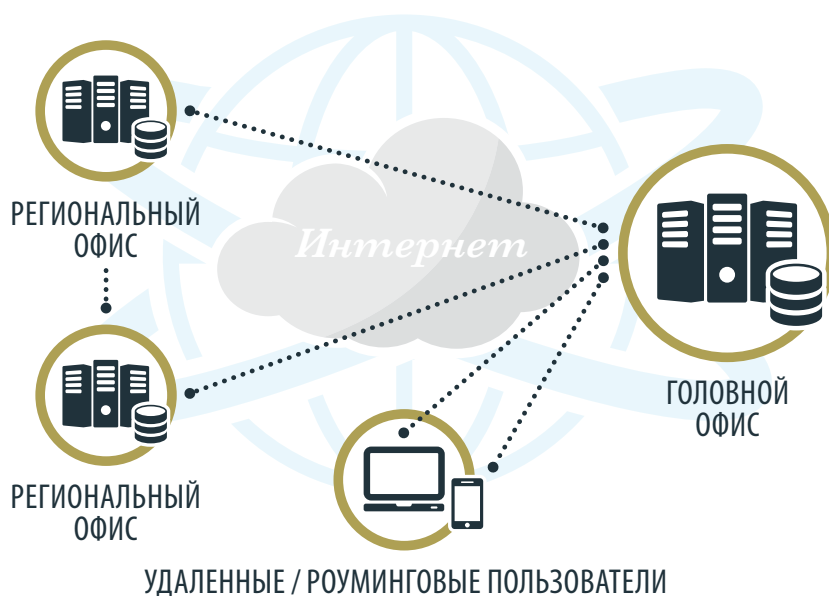 РЕГИОНАЛЬНЫЙ
ОФИС
Интернет
РЕГИОНАЛЬНЫЙ
ОФИС
ГОЛОВНОЙ
ОФИС
УДАЛЕННЫЕ / РОУМИНГОВЫЕ ПОЛЬЗОВАТЕЛИ